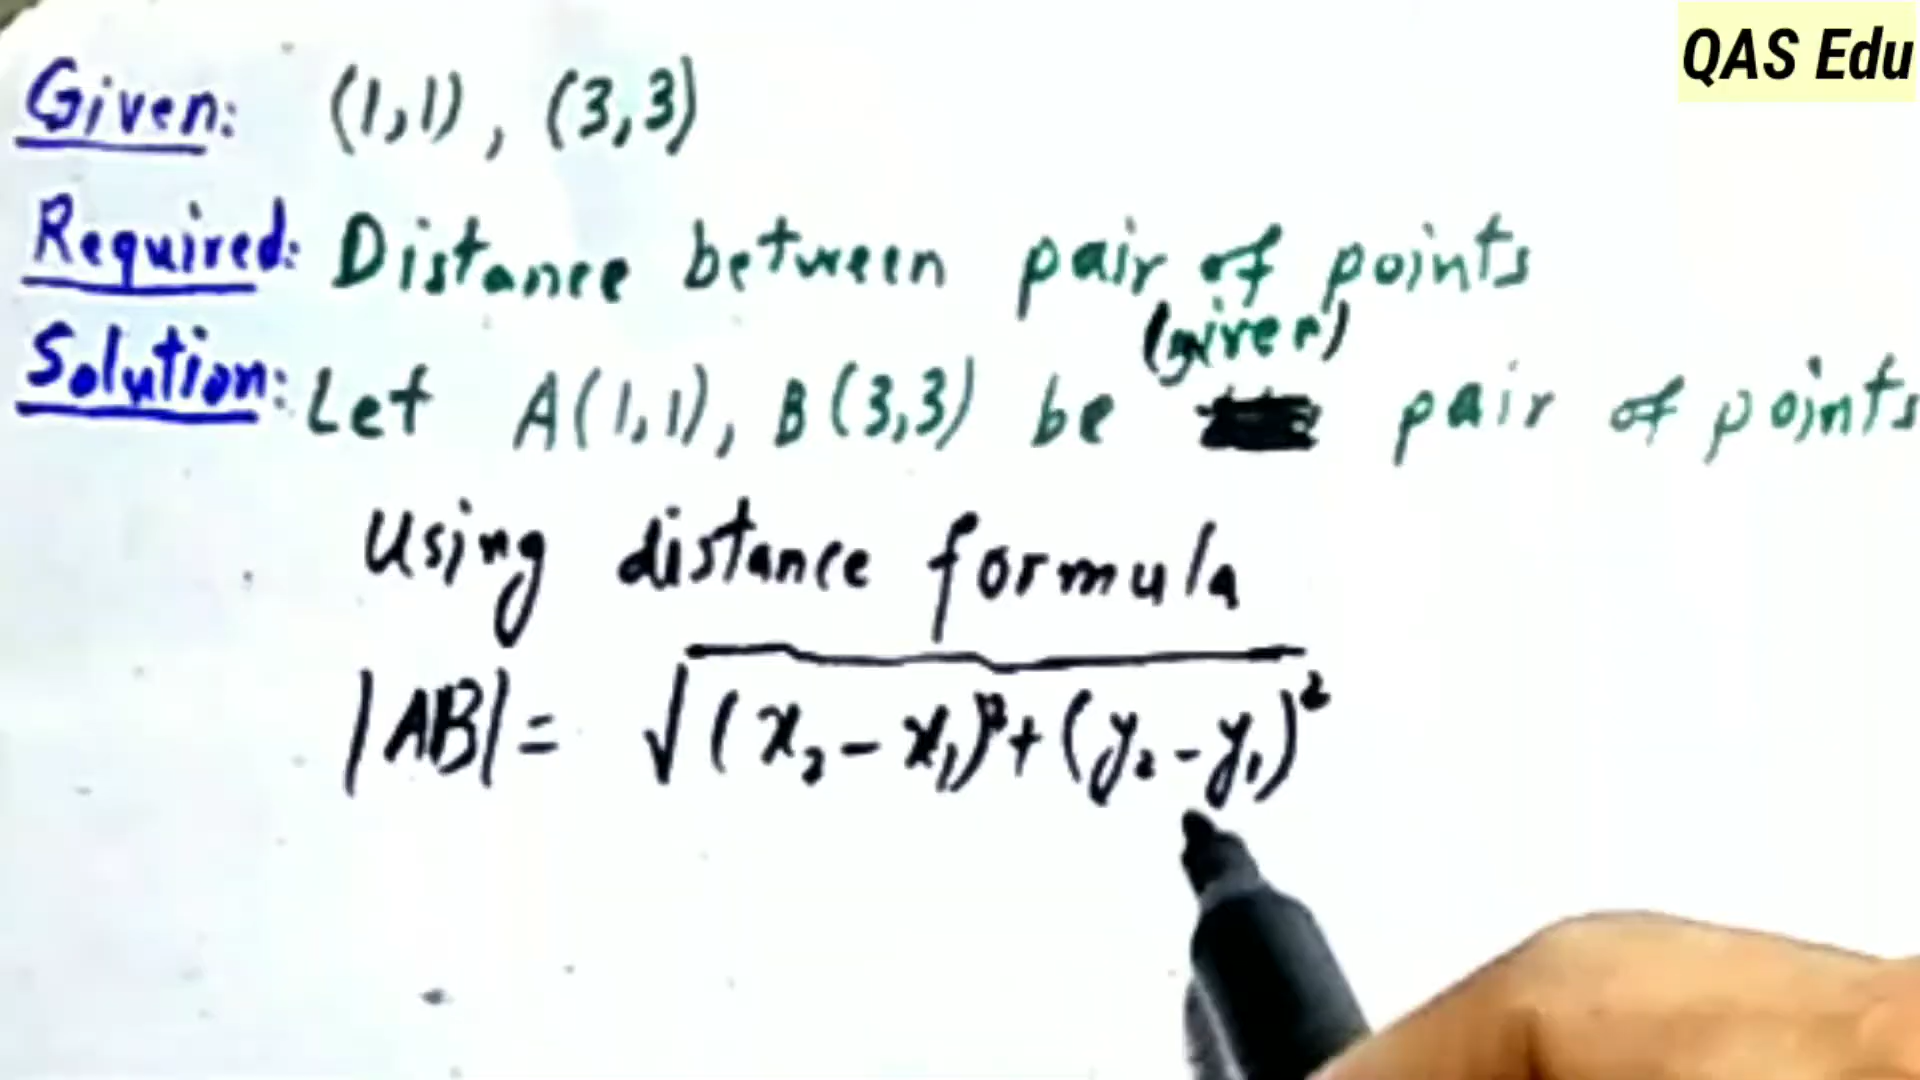 QAS Edu
Given: (1,1), (3,3)
Required: Distance between pair of points
(given)
Solution: Let A(1,1), B(3,3) be pair of points
Using distance formula
|AB| = √(x₂-x₁)²+(y₂-y₁)²